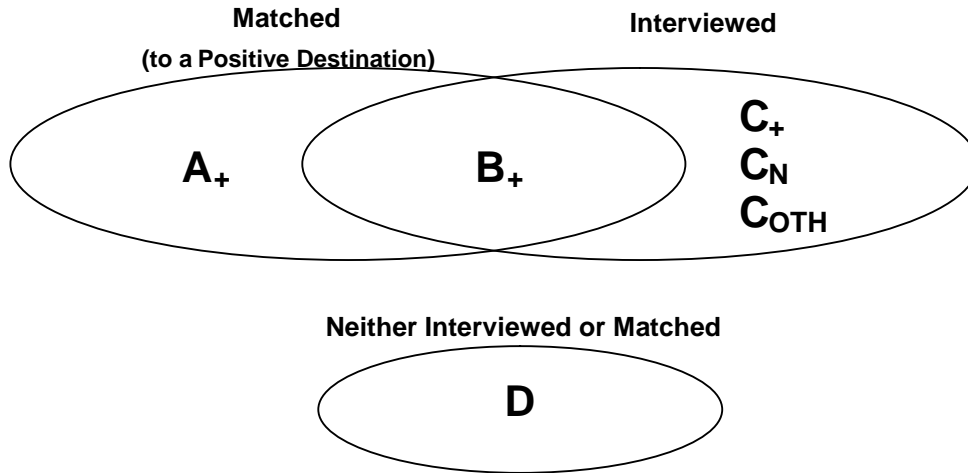 Matched
(to a Positive Destination)
Interviewed
A+
B+
C+
CN
COTH
Neither Interviewed or Matched
D